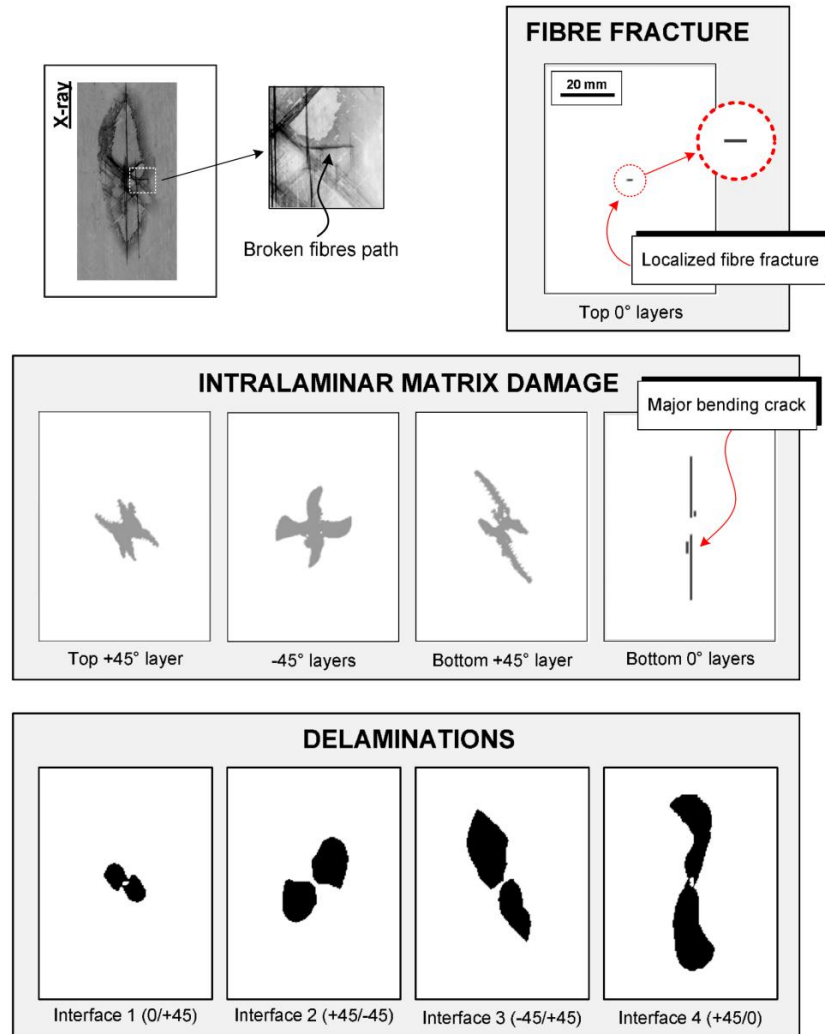 X-ray
Broken fibres path
FIBRE FRACTURE
20 mm
Localized fibre fracture
Top 0° layers
INTRALAMINAR MATRIX DAMAGE
Major bending crack
Top +45° layer
-45° layers
Bottom +45° layer
Bottom 0° layers
DELAMINATIONS
Interface 1 (0/+45)
Interface 2 (+45/-45)
Interface 3 (-45/+45)
Interface 4 (+45/0)